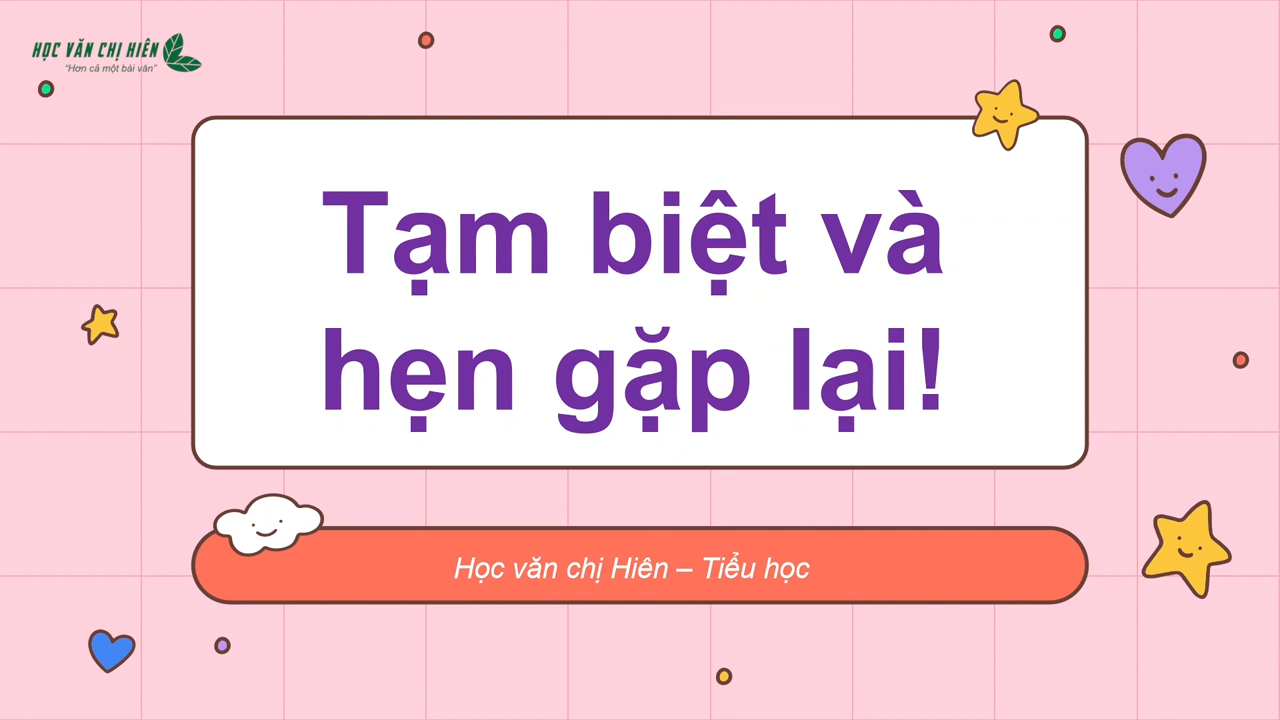 HỌC VĂN CHỊ HIÊN
"Hơn cả một bài văn"
Tạm biệt và
hẹn gặp lại!
Học văn chị Hiên – Tiểu học